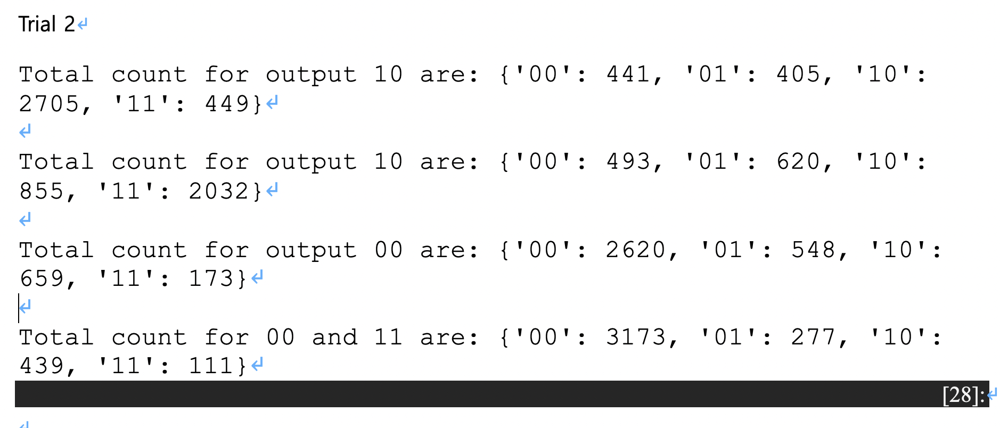 Trial 2
Total count for output 10 are: {'00': 441, '01': 405, '10':
2705, '11': 449}
Total count for output 10 are: {'00': 493, '01': 620, '10':
855, '11': 2032}
Total count for output 00 are: {'00': 2620, '01': 548, '10':
659, '11': 173}
Total count for 00 and 11 are: {'00': 3173, '01': 277, '10':
439, '11': 111}
[28]: